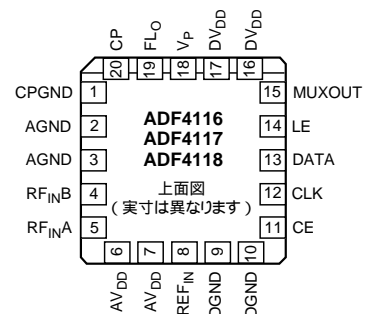 CP
FLO
VP
DVDD
DVDD
20
19
18
17
16
CPGND 1
AGND 2
AGND 3
RFINB 4
RFINA 5
ADF4116
ADF4117
ADF4118
上面図
(実寸は異なります)
15 MUXOUT
14 LE
13 DATA
12 CLK
11 CE
6
7
8
9
10
AVDD
AVDD
REFIN
DGND
DGND